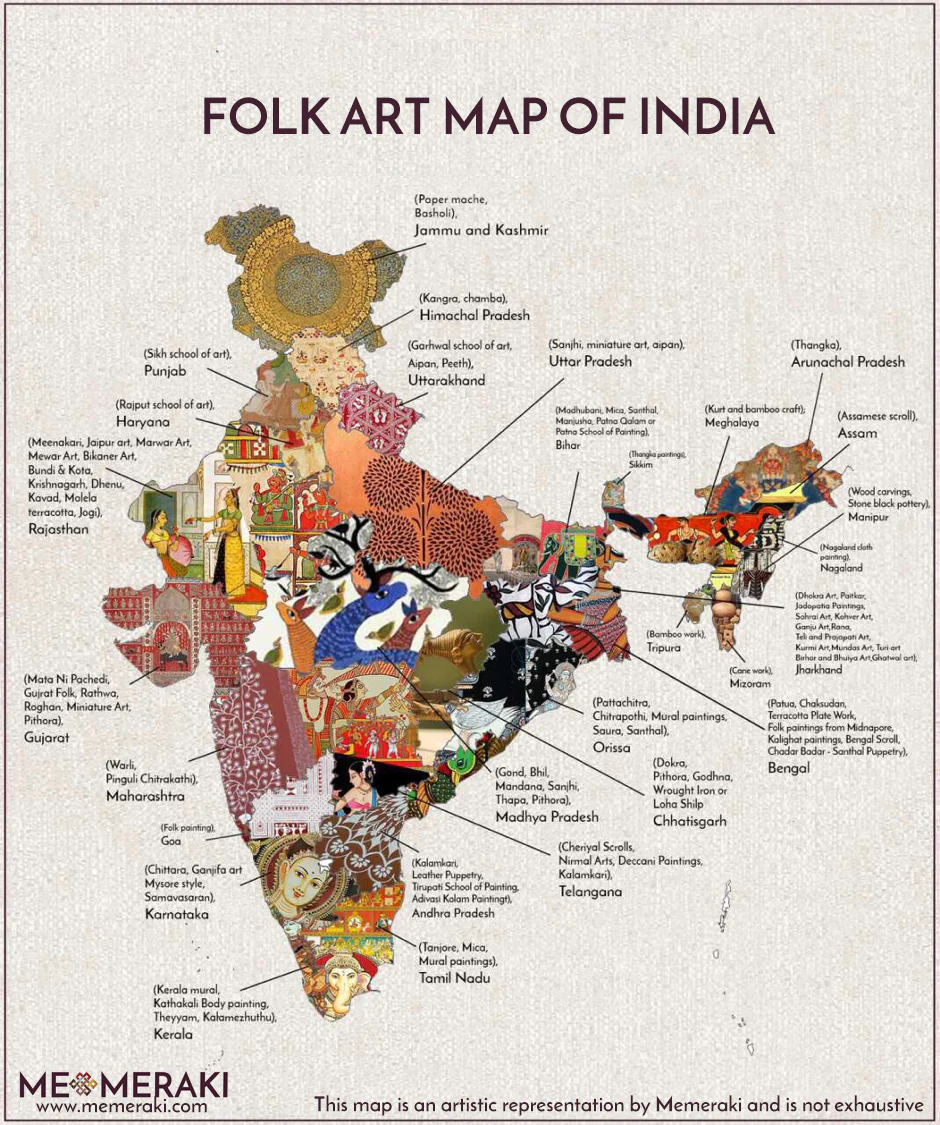 FOLK ART MAP OF INDIA
(Paper mache,
Basholi),
Jammu and Kashmir
(Kangra, chamba),
Himachal Pradesh
(Garhwal school of art,
Aipan, Peeth),
Uttarakhand
(Sanjhi, miniature art, aipan),
Uttar Pradesh
(Thangka),
Arunachal Pradesh
(Sikh school of art),
Punjab
(Rajput school of art),
Haryana
(Madhubani, Mica, Santhal,
Manjusha, Patna Qalam or
Patna School of Painting),
Bihar
(Thangka paintings),
Sikkim
(Kurt and bamboo craft);
Meghalaya
(Assamese scroll),
Assam
(Meenakari, Jaipur art, Marwar Art,
Mewar Art, Bikaner Art,
Bundi & Kota,
Krishnagarh, Dhenu,
Kavad, Molela
terracotta, Jogi),
Rajasthan
(Wood carvings,
Stone black pottery),
Manipur
(Nagaland cloth
painting),
Nagaland
(Dhokra Art, Paitkar,
Jadopatia Paintings,
Sohrai Art, Kohver Art,
Ganju Art, Rana,
Teli and Prajapati Art,
Kurmi Art, Mundas Art, Turi art
Birhor and Bhuiya Art, Ghatwal art),
Jharkhand
(Bamboo work),
Tripura
(Cane work),
Mizoram
(Mata Ni Pachedi,
Gujrat Folk, Rathwa,
Roghan, Miniature Art,
Pithora),
Gujarat
(Patua, Chaksudan,
Terracotta Plate Work,
Folk paintings from Midnapore,
Kalighat paintings, Bengal Scroll,
Chadar Badar - Santhal Puppetry),
Bengal
(Pattachitra,
Chitrapothi, Mural paintings,
Saura, Santhal),
Orissa
(Warli,
Pinguli Chitrakathi),
Maharashtra
(Gond, Bhil,
Mandana, Sanjhi,
Thapa, Pithora),
Madhya Pradesh
(Dokra,
Pithora, Godhna,
Wrought Iron or
Loha Shilp
Chhatisgarh
(Folk painting),
Goa
(Cheriyal Scrolls,
Nirmal Arts, Deccani Paintings,
Kalamkari),
Telangana
(Chittara, Ganjifa art
Mysore style,
Samavasaran),
Karnataka
(Kalamkari,
Leather Puppetry,
Tirupati School of Painting,
Adivasi Kolam Paintingt),
Andhra Pradesh
(Tanjore, Mica,
Mural paintings),
Tamil Nadu
(Kerala mural,
Kathakali Body painting,
Theyyam, Kalamezhuthu),
Kerala
MEMERAKI
www.memeraki.com
This map is an artistic representation by Memeraki and is not exhaustive